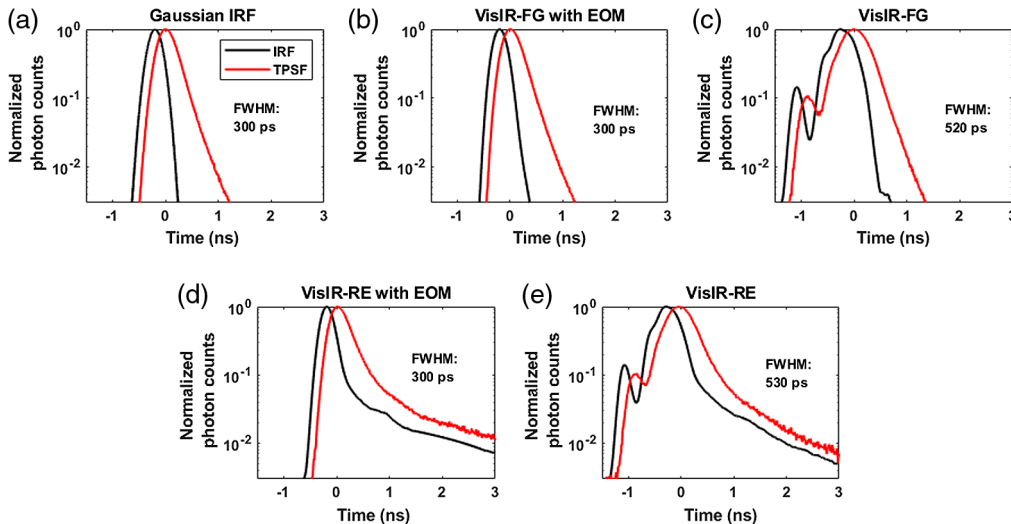 (a)
Gaussian IRF
Normalized
photon counts
10^0
10^-1
10^-2
IRF
TPSF
FWHM:
300 ps
-1 0 1 2 3
Time (ns)
(b)
VisIR-FG with EOM
Normalized
photon counts
10^0
10^-1
10^-2
FWHM:
300 ps
-1 0 1 2 3
Time (ns)
(c)
VisIR-FG
Normalized
photon counts
10^0
10^-1
10^-2
FWHM:
520 ps
-1 0 1 2 3
Time (ns)
(d)
VisIR-RE with EOM
Normalized
photon counts
10^0
10^-1
10^-2
FWHM:
300 ps
-1 0 1 2 3
Time (ns)
(e)
VisIR-RE
Normalized
photon counts
10^0
10^-1
10^-2
FWHM:
530 ps
-1 0 1 2 3
Time (ns)